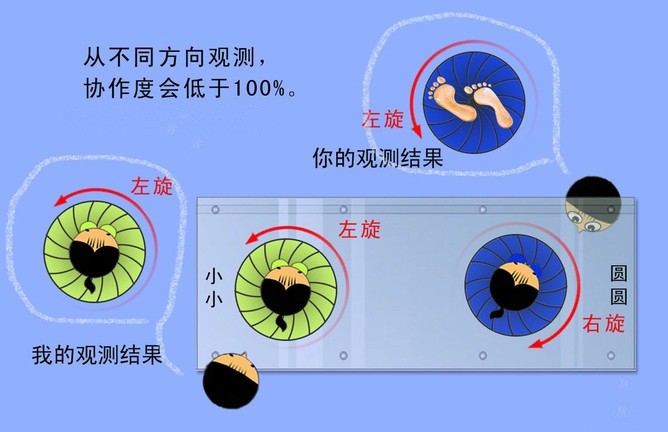 从不同方向观测，
协作度会低于100%。
左旋
你的观测结果
左旋
左旋
小小
圆圆
右旋
我的观测结果